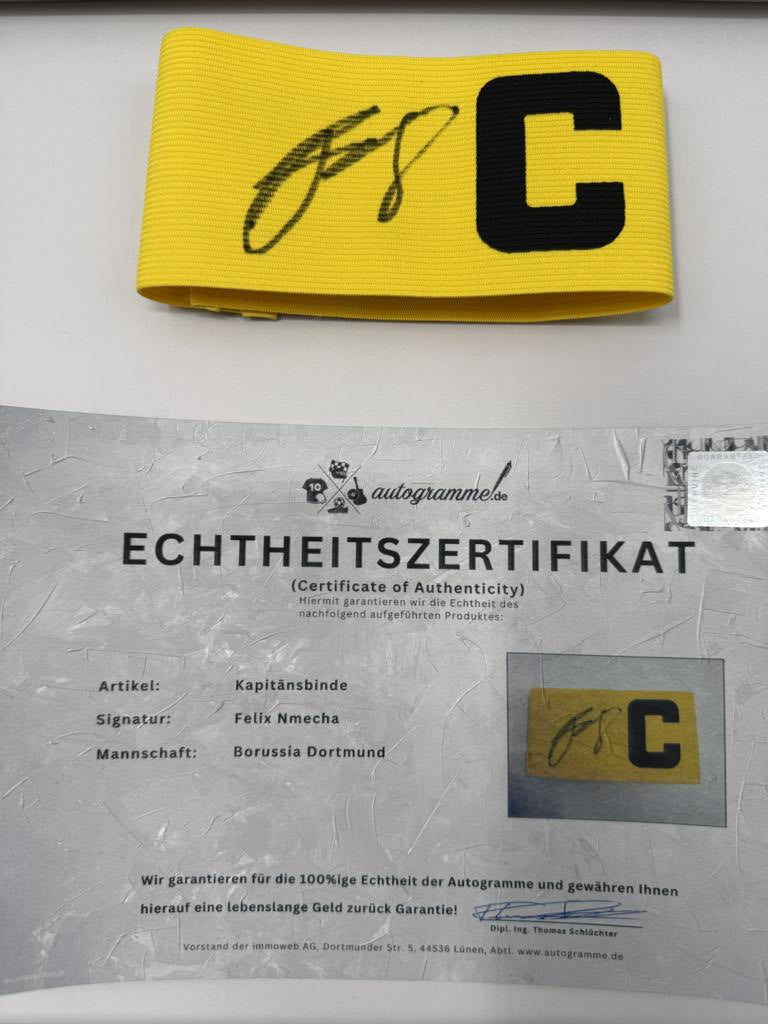 C
10
autogramme!.de
GUARANTEE
ECHTHEITSZERTIFIKAT
(Certificate of Authenticity)
Hiermit garantieren wir die Echtheit des
nachfolgend aufgeführten Produktes:
Artikel: Kapitänsbinde
Signatur: Felix Nmecha
Mannschaft: Borussia Dortmund
C
Wir garantieren für die 100%ige Echtheit der Autogramme und gewähren Ihnen
hierauf eine lebenslange Geld zurück Garantie!
Dipl. Ing. Thomas Schlüchter
Vorstand der immoweb AG, Dortmunder Str. 5, 44536 Lünen, Abtl. www.autogramme.de